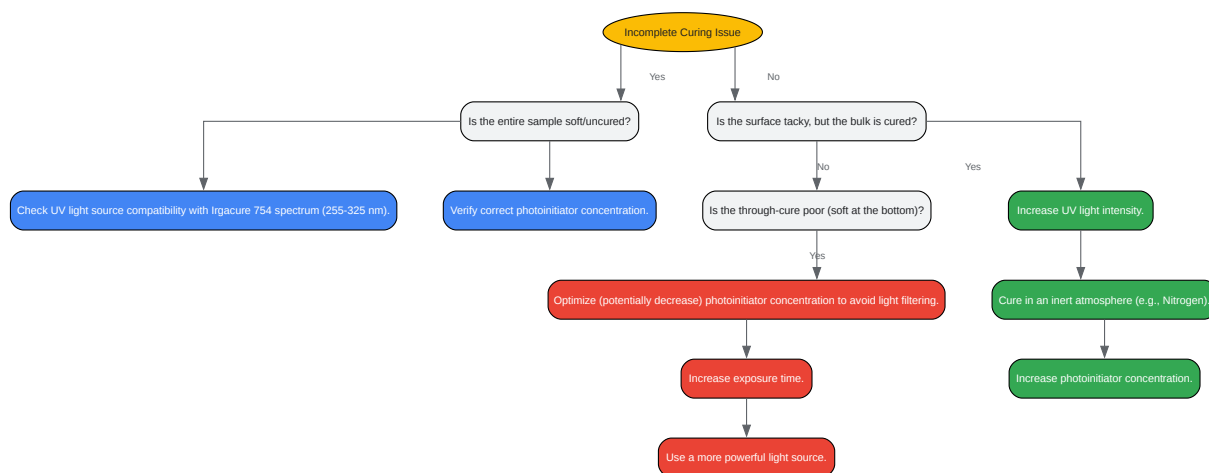 Incomplete Curing Issue
Yes
No
Is the entire sample soft/uncured?
Is the surface tacky, but the bulk is cured?
No
Yes
Check UV light source compatibility with Irgacure 754 spectrum (255-325 nm).
Verify correct photoinitiator concentration.
Is the through-cure poor (soft at the bottom)?
Increase UV light intensity.
Yes
Optimize (potentially decrease) photoinitiator concentration to avoid light filtering.
Cure in an inert atmosphere (e.g., Nitrogen).
Increase exposure time.
Increase photoinitiator concentration.
Use a more powerful light source.